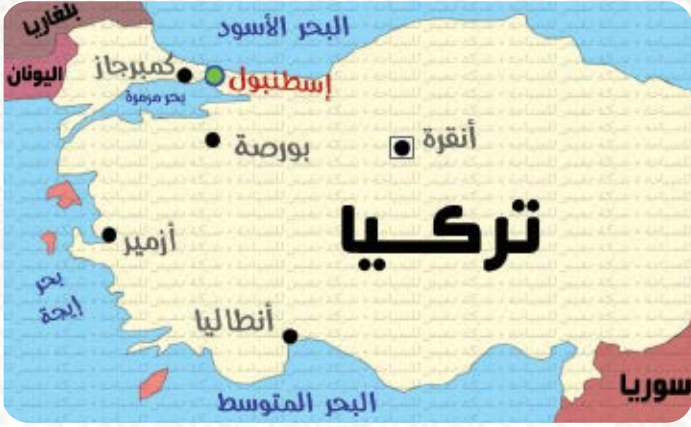 بلغاريا
البحر الأسود
اليونان
كمبرجاز
إسطنبول
بحر مرمرة
بورصة
أنقرة
تركيا
أزمير
بحر
إيجة
أنطاليا
سوريا
البحر المتوسط